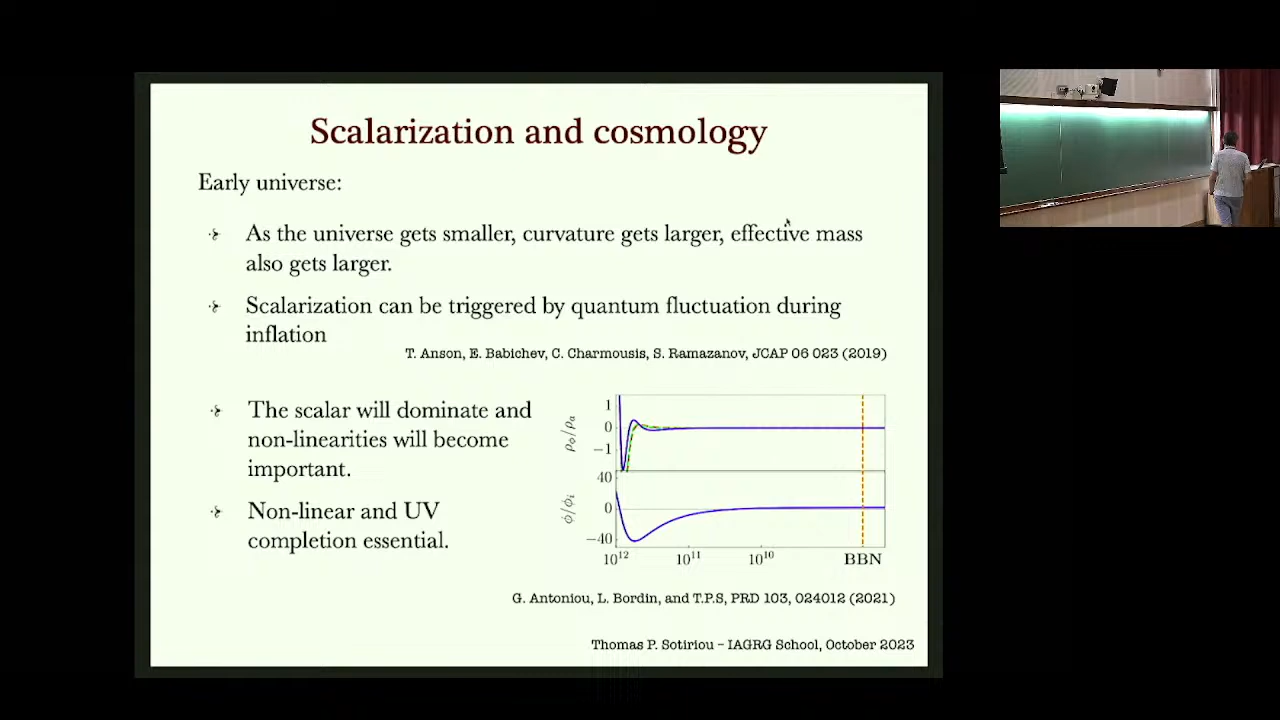 Scalarization and cosmology
Early universe:
As the universe gets smaller, curvature gets larger, effective mass
also gets larger.
Scalarization can be triggered by quantum fluctuation during
inflation
T. Anson, E. Babichev, C. Charmousis, S. Ramazanov, JCAP 06 023 (2019)
The scalar will dominate and
non-linearities will become
important.
Non-linear and UV
completion essential.
1
0
−1
ρϕ/ρa
40
0
−40
ϕ/ϕi
10¹² 10¹¹ 10¹⁰ BBN
G. Antoniou, L. Bordin, and T.P.S, PRD 103, 024012 (2021)
Thomas P. Sotiriou – IAGRG School, October 2023